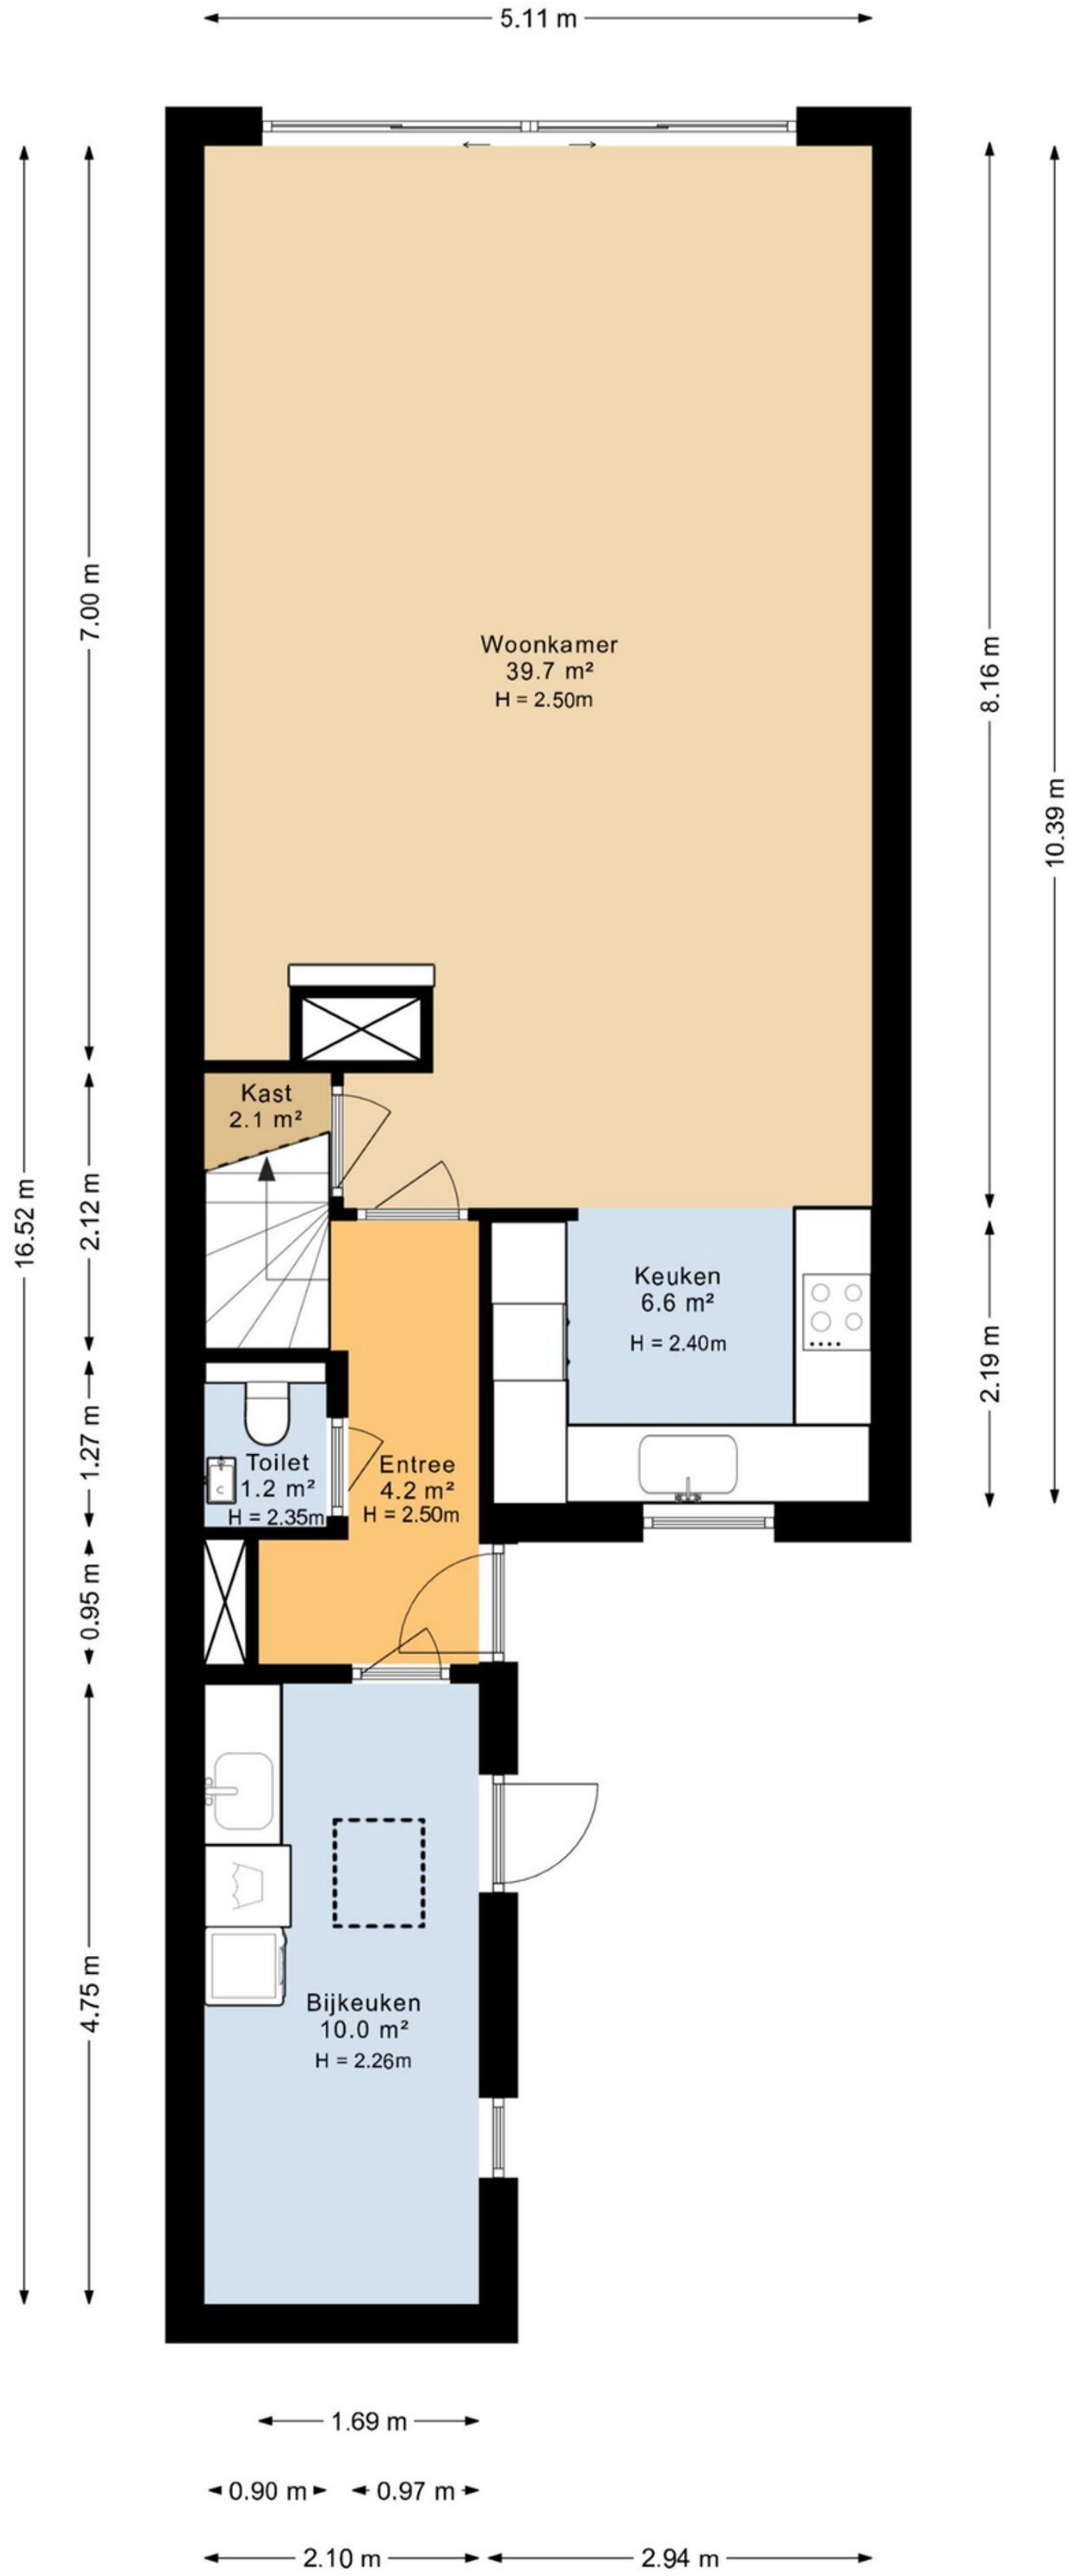 5.11 m
7.00 m
8.16 m
10.39 m
16.52 m
Woonkamer
39.7 m²
H = 2.50m
Kast
2.1 m²
2.12 m
Keuken
6.6 m²
H = 2.40m
2.19 m
1.27 m
Toilet
1.2 m²
H = 2.35m
Entree
4.2 m²
H = 2.50m
0.95 m
4.75 m
Bijkeuken
10.0 m²
H = 2.26m
1.69 m
0.90 m
0.97 m
2.10 m
2.94 m